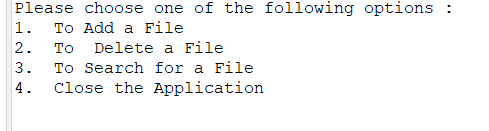 Please choose one of the following options :
1.  To Add a File
2.  To  Delete a File
3.  To Search for a File
4.  Close the Application